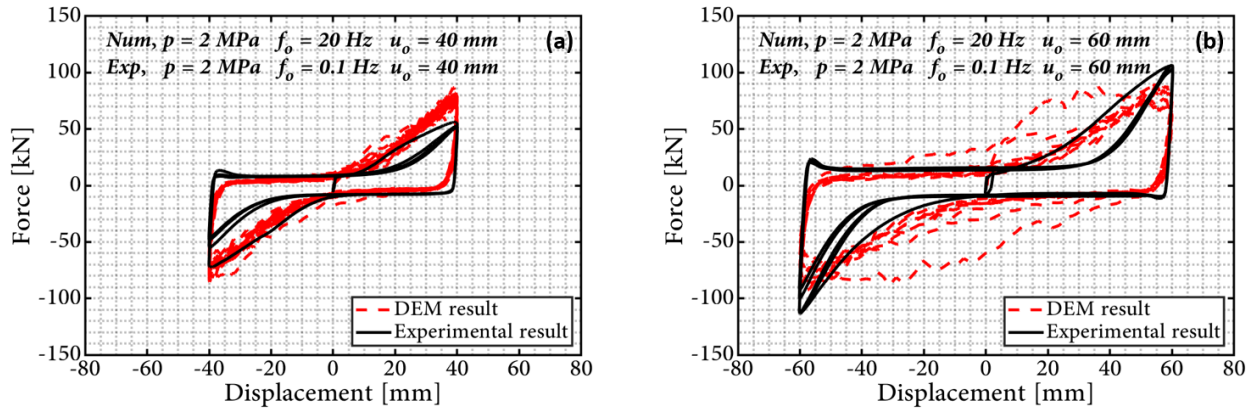 Num, p = 2 MPa f_o = 20 Hz u_o = 40 mm (a)
Exp, p = 2 MPa f_o = 0.1 Hz u_o = 40 mm
150
100
50
0
-50
-100
-150
Force [kN]
DEM result
Experimental result
-80 -60 -40 -20 0 20 40 60 80
Displacement [mm]
Num, p = 2 MPa f_o = 20 Hz u_o = 60 mm (b)
Exp, p = 2 MPa f_o = 0.1 Hz u_o = 60 mm
150
100
50
0
-50
-100
-150
Force [kN]
DEM result
Experimental result
-80 -60 -40 -20 0 20 40 60 80
Displacement [mm]